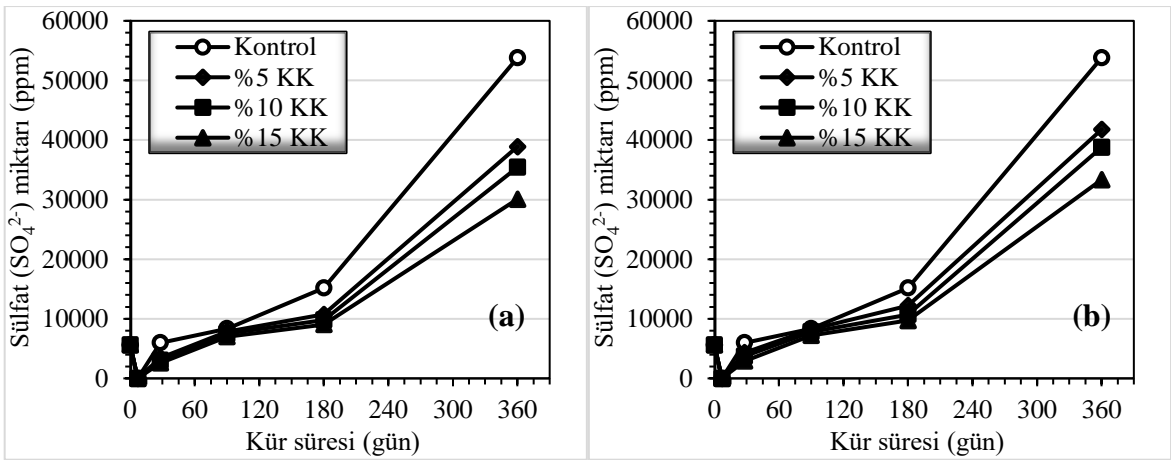 60000
50000
40000
30000
20000
10000
0
Sülfat (SO₄²⁻) miktarı (ppm)
Kontrol
%5 KK
%10 KK
%15 KK
(a)
0 60 120 180 240 300 360
Kür süresi (gün)
60000
50000
40000
30000
20000
10000
0
Sülfat (SO₄²⁻) miktarı (ppm)
Kontrol
%5 KK
%10 KK
%15 KK
(b)
0 60 120 180 240 300 360
Kür süresi (gün)